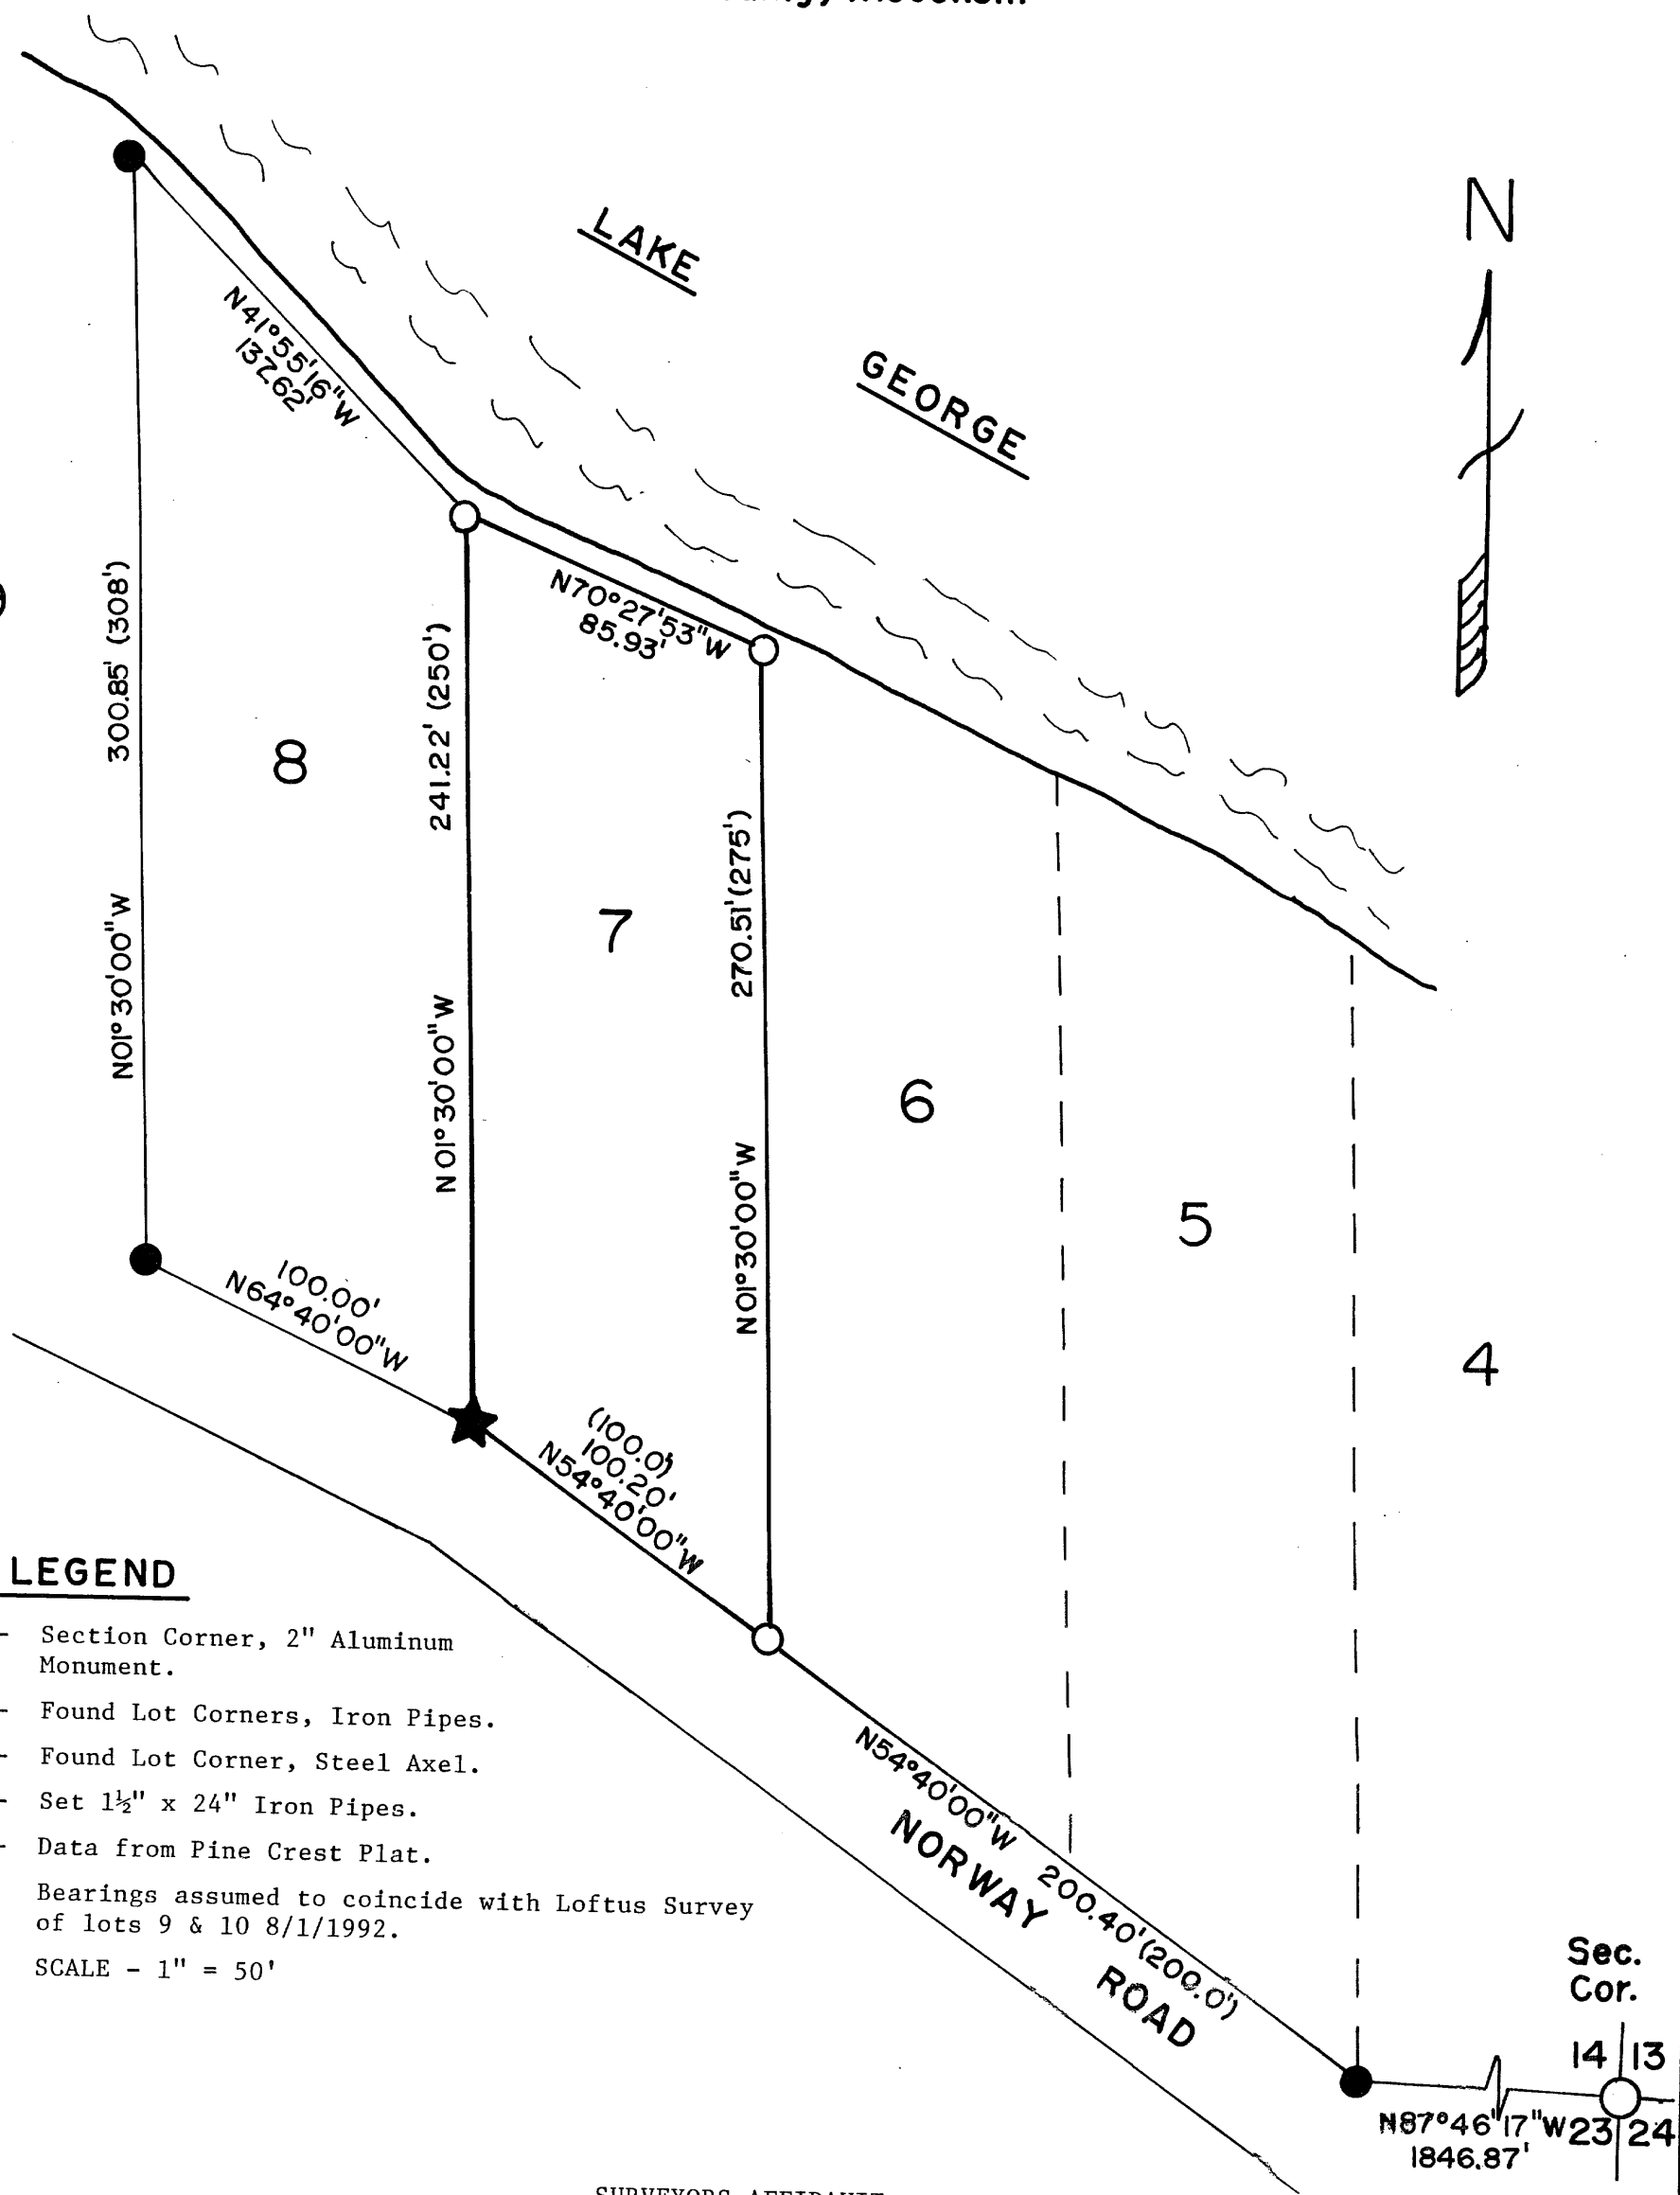 N
LAKE
GEORGE
N41°55'16"W
137.62'
N70°27'53"W
85.93'
300.85' (308')
N01°30'00"W
8
241.22' (250')
N01°30'00"W
7
270.51'(275')
N01°30'00"W
6
5
4
100.00'
N64°40'00"W
(100.0')
100.20'
N54°40'00"W
N54°40'00"W 200.40'(200.0')
NORWAY ROAD
LEGEND
- Section Corner, 2" Aluminum
Monument.
- Found Lot Corners, Iron Pipes.
- Found Lot Corner, Steel Axel.
- Set 1½" x 24" Iron Pipes.
- Data from Pine Crest Plat.
Bearings assumed to coincide with Loftus Survey
of lots 9 & 10 8/1/1992.
SCALE - 1" = 50'
Sec.
Cor.
14 13
23 24
N87°46"17"W
1846.87'
SURVEYORS AFFIDAVIT